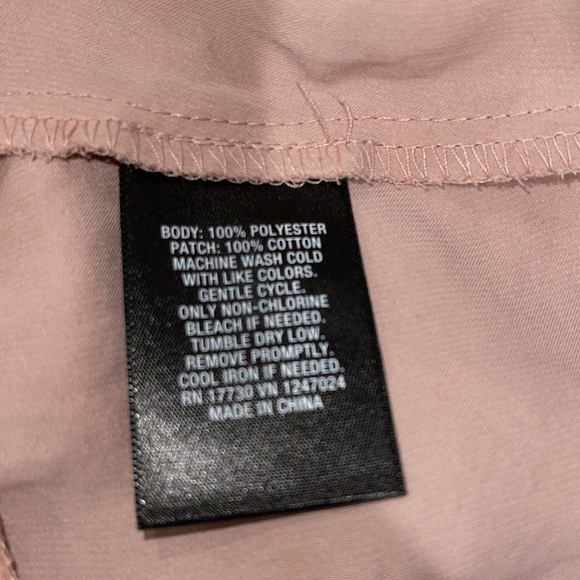 BODY: 100% POLYESTER
PATCH: 100% COTTON
MACHINE WASH COLD
WITH LIKE COLORS.
GENTLE CYCLE.
ONLY NON-CHLORINE
BLEACH IF NEEDED.
TUMBLE DRY LOW.
REMOVE PROMPTLY.
COOL IRON IF NEEDED.
RN 17730 VN 1247024
MADE IN CHINA